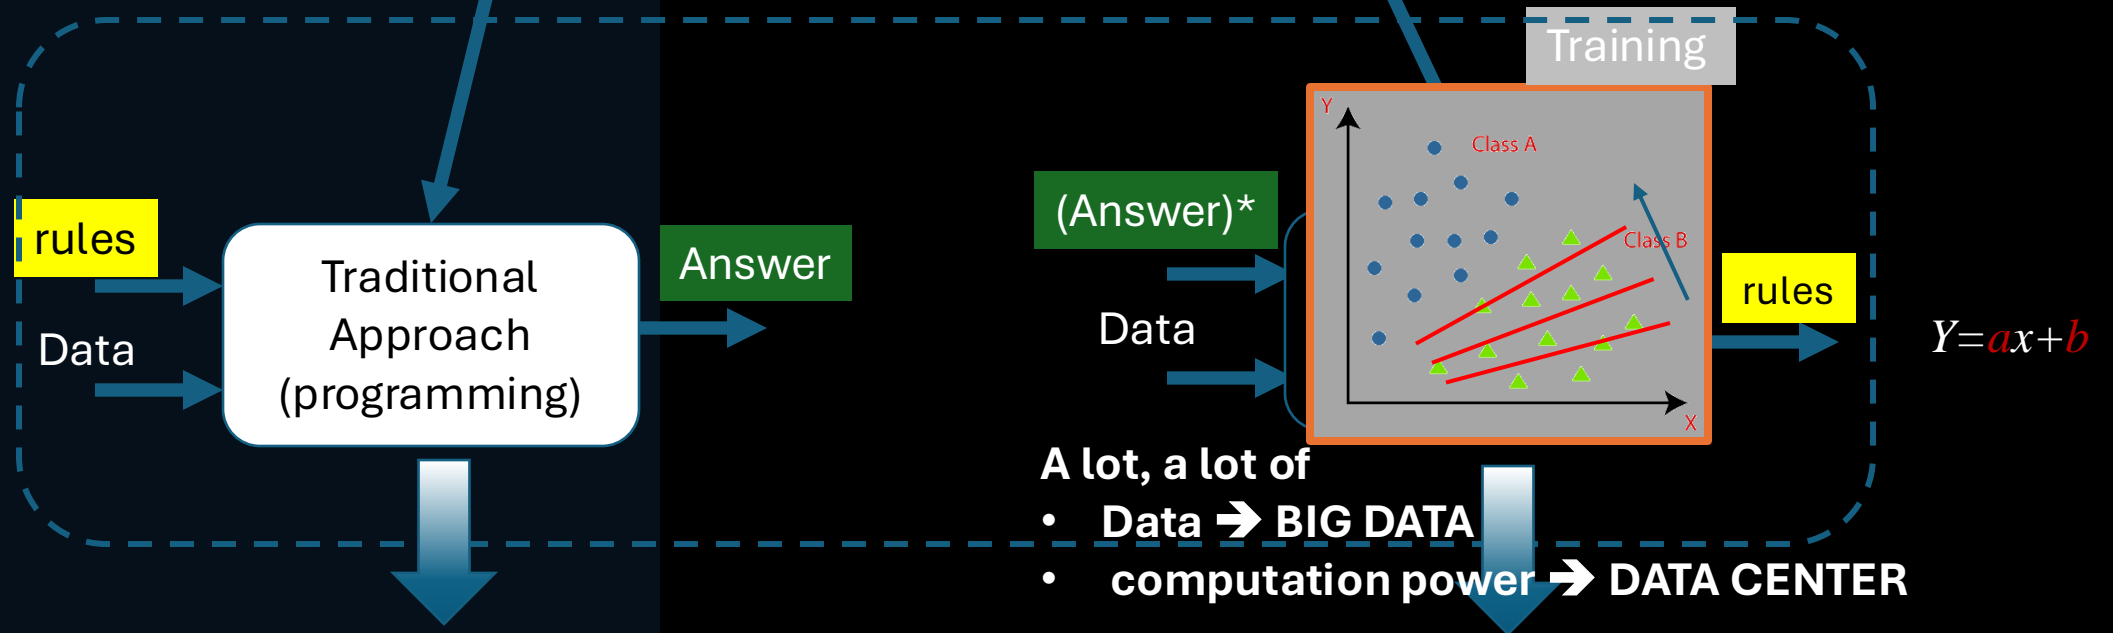 rules
Data
Traditional
Approach
(programming)
Answer
(Answer)*
Data
Training
Y
Class A
Class B
X
rules
Y=ax+b
A lot, a lot of
• Data ➔ BIG DATA
• computation power ➔ DATA CENTER